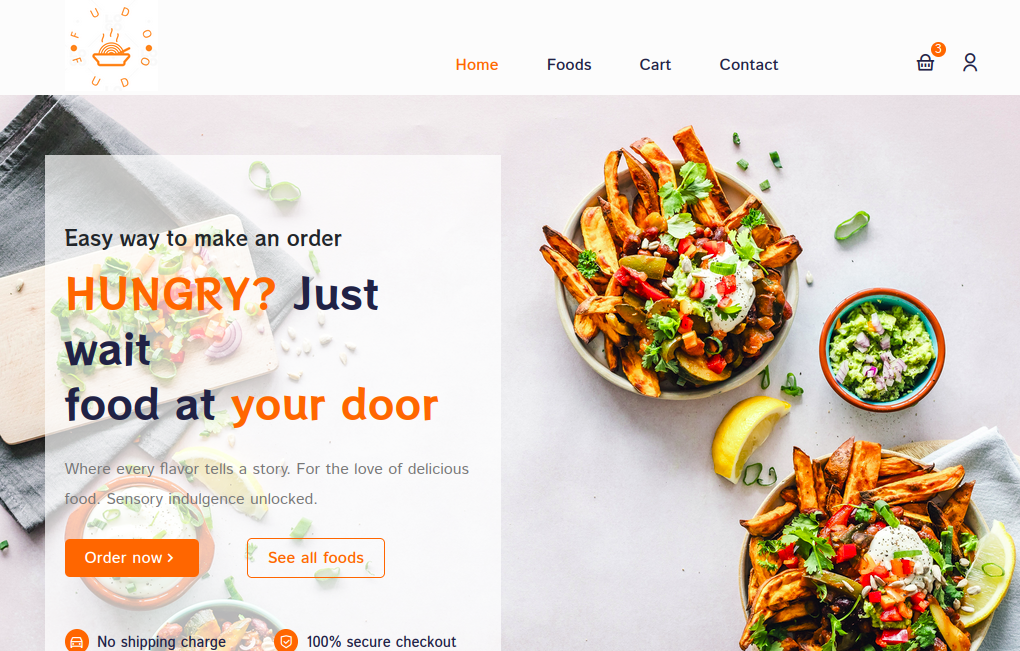 FUDO
FUDO
Home Foods Cart Contact
3
Easy way to make an order
HUNGRY? Just
wait
food at your door
Where every flavor tells a story. For the love of delicious
food. Sensory indulgence unlocked.
Order now › See all foods
No shipping charge 100% secure checkout